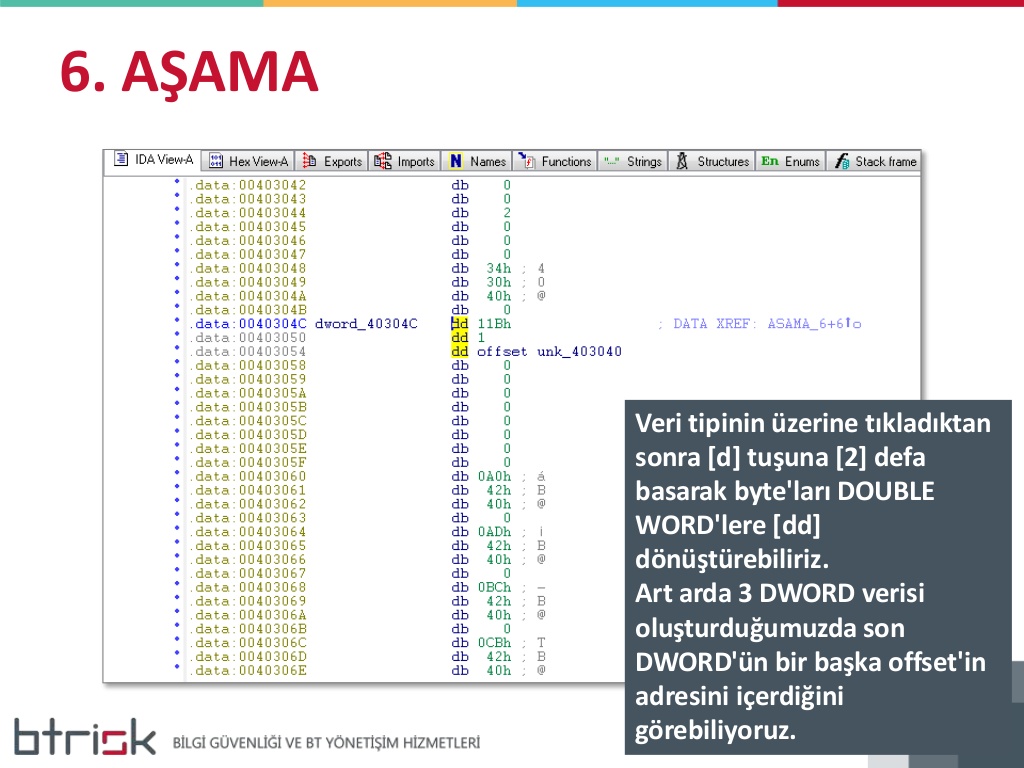 6. AŞAMA
IDA View-A Hex View-A Exports Imports N Names Functions "..." Strings Structures En Enums Stack frame
.data:00403042 db 0
.data:00403043 db 0
.data:00403044 db 2
.data:00403045 db 0
.data:00403046 db 0
.data:00403047 db 0
.data:00403048 db 34h ; 4
.data:00403049 db 30h ; 0
.data:0040304A db 40h ; @
.data:0040304B db 0
.data:0040304C dword_40304C dd 11Bh ; DATA XREF: ASAMA_6+6↑o
.data:00403050 dd 1
.data:00403054 dd offset unk_403040
.data:00403058 db 0
.data:00403059 db 0
.data:0040305A db 0
.data:0040305B db 0
.data:0040305C db 0
.data:0040305D db 0
.data:0040305E db 0
.data:0040305F db 0
.data:00403060 db 0A0h ; á
.data:00403061 db 42h ; B
.data:00403062 db 40h ; @
.data:00403063 db 0
.data:00403064 db 0ADh ; ¡
.data:00403065 db 42h ; B
.data:00403066 db 40h ; @
.data:00403067 db 0
.data:00403068 db 0BCh ; –
.data:00403069 db 42h ; B
.data:0040306A db 40h ; @
.data:0040306B db 0
.data:0040306C db 0CBh ; T
.data:0040306D db 42h ; B
.data:0040306E db 40h ; @
Veri tipinin üzerine tıkladıktan
sonra [d] tuşuna [2] defa
basarak byte'ları DOUBLE
WORD'lere [dd]
dönüştürebiliriz.
Art arda 3 DWORD verisi
oluşturduğumuzda son
DWORD'ün bir başka offset'in
adresini içerdiğini
görebiliyoruz.
btrisk BİLGİ GÜVENLİĞİ VE BT YÖNETİŞİM HİZMETLERİ